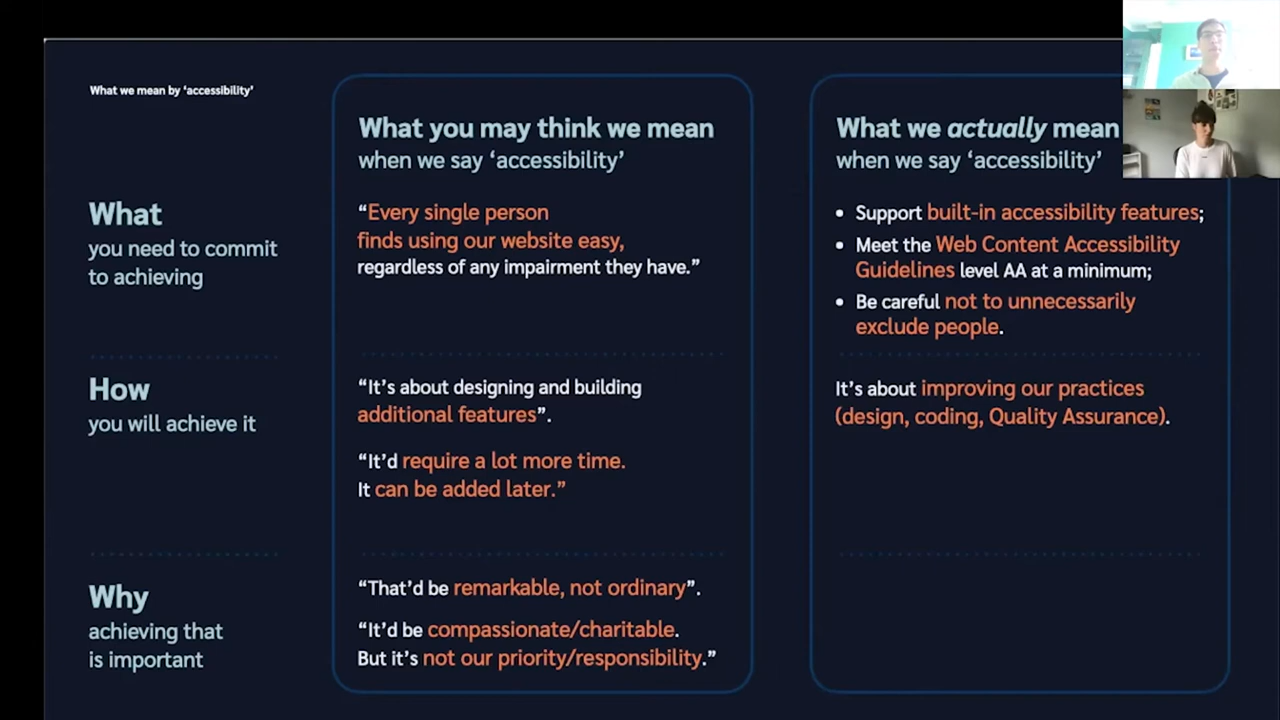 What we mean by ‘accessibility’
What you may think we mean
when we say ‘accessibility’
What we actually mean
when we say ‘accessibility’
What
you need to commit
to achieving
“Every single person
finds using our website easy,
regardless of any impairment they have.”
• Support built-in accessibility features;
• Meet the Web Content Accessibility
Guidelines level AA at a minimum;
• Be careful not to unnecessarily
exclude people.
How
you will achieve it
“It’s about designing and building
additional features”.
“It’d require a lot more time.
It can be added later.”
It’s about improving our practices
(design, coding, Quality Assurance).
Why
achieving that
is important
“That’d be remarkable, not ordinary”.
“It’d be compassionate/charitable.
But it’s not our priority/responsibility.”